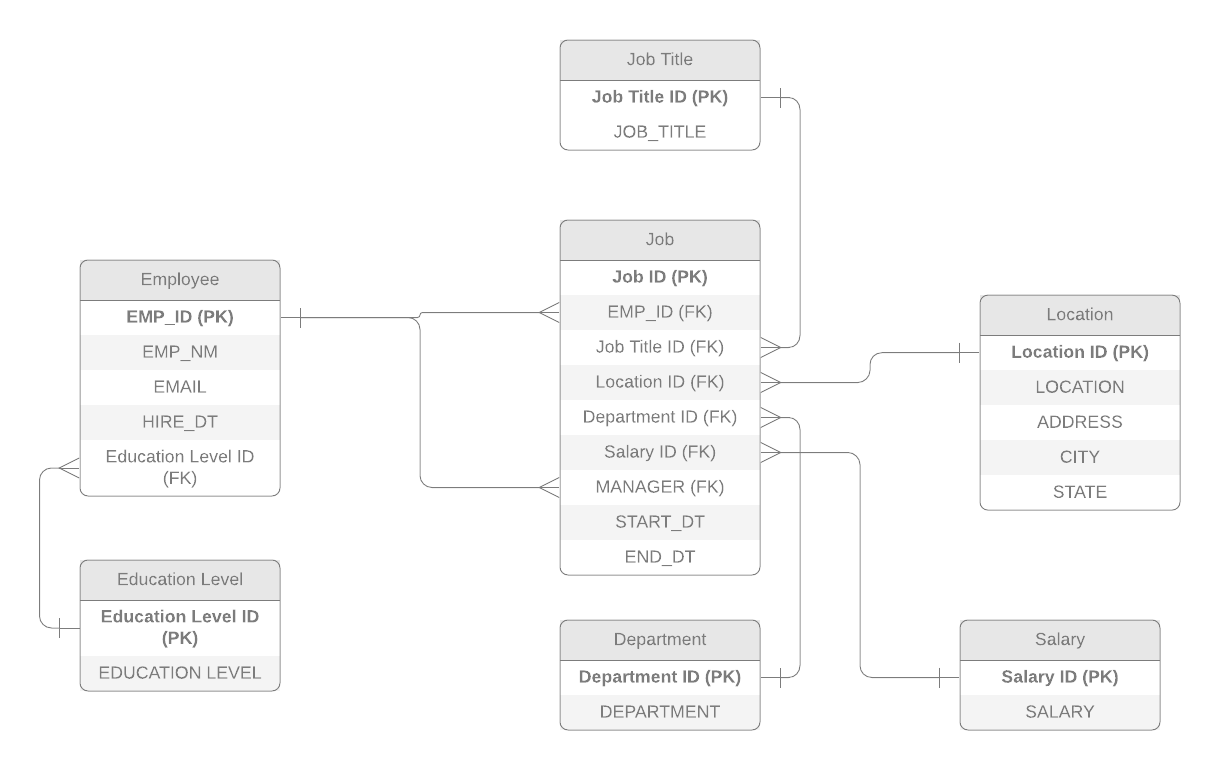 Job Title
Job Title ID (PK)
JOB_TITLE
Job
Job ID (PK)
EMP_ID (FK)
Job Title ID (FK)
Location ID (FK)
Department ID (FK)
Salary ID (FK)
MANAGER (FK)
START_DT
END_DT
Employee
EMP_ID (PK)
EMP_NM
EMAIL
HIRE_DT
Education Level ID
(FK)
Location
Location ID (PK)
LOCATION
ADDRESS
CITY
STATE
Education Level
Education Level ID
(PK)
EDUCATION LEVEL
Department
Department ID (PK)
DEPARTMENT
Salary
Salary ID (PK)
SALARY